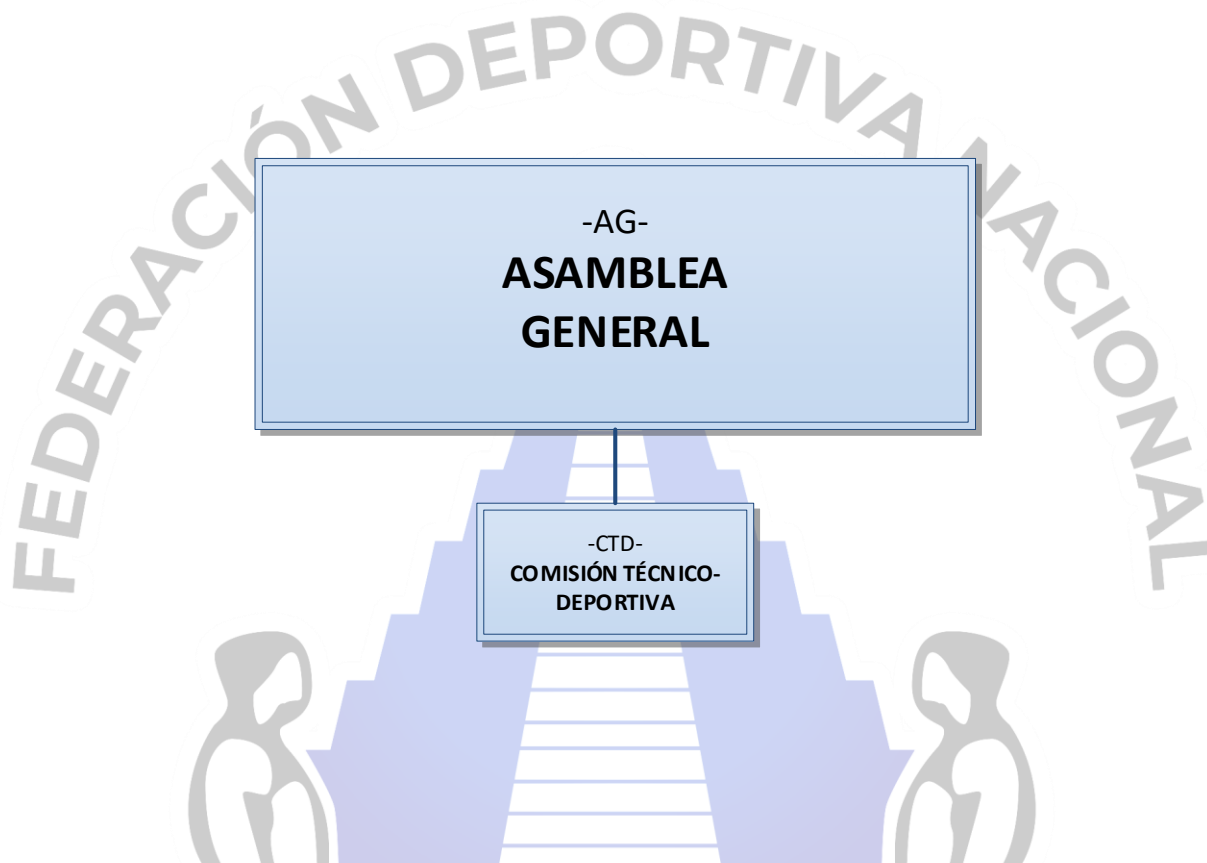 FEDERACIÓN DEPORTIVA NACIONAL
-AG-
ASAMBLEA
GENERAL
-CTD-
COMISIÓN TÉCNICO-
DEPORTIVA